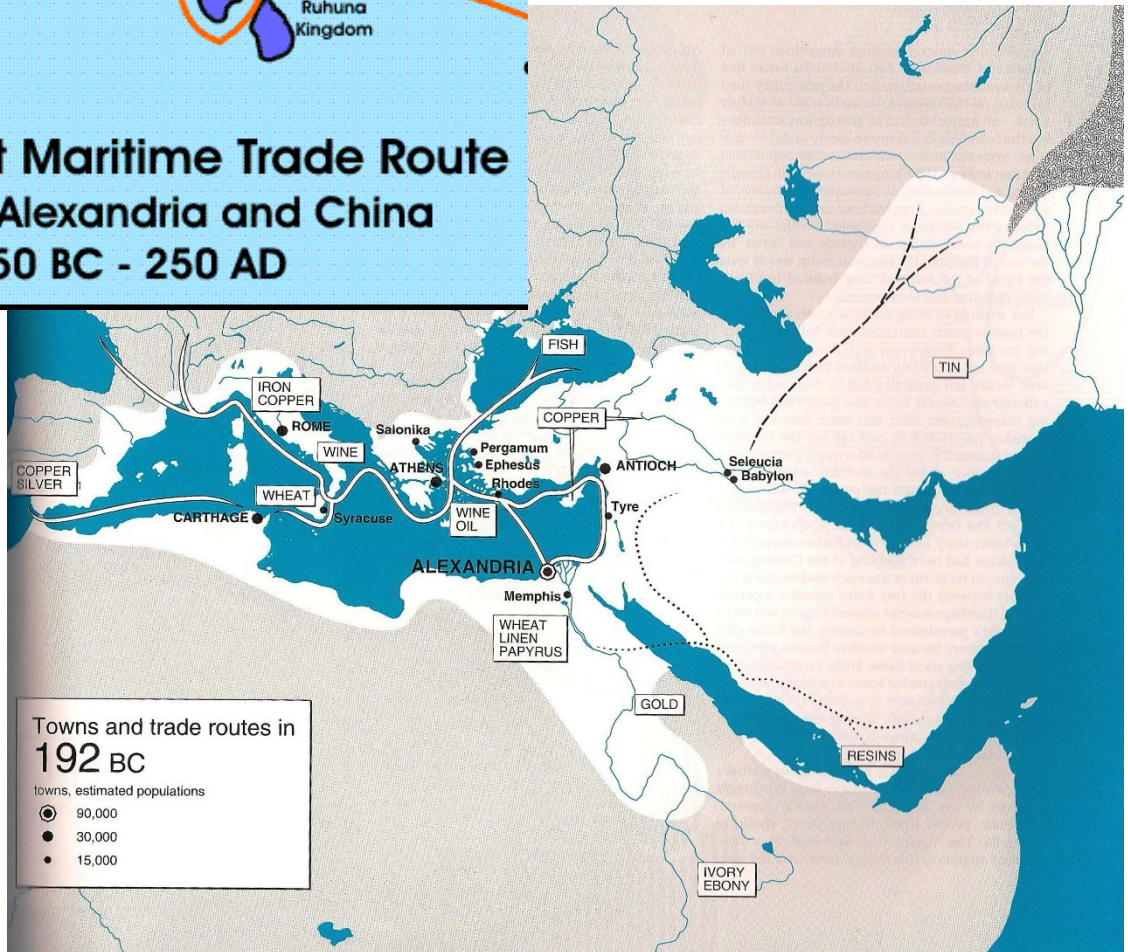 Ruhuna
Kingdom
t Maritime Trade Route
Alexandria and China
50 BC - 250 AD
FISH
TIN
IRON
COPPER
ROME
COPPER
Salonika
WINE
Pergamum
ATHENS
Ephesus
ANTIOCH
Seleucia
Babylon
COPPER
SILVER
Rhodes
WHEAT
CARTHAGE
Syracuse
WINE
OIL
Tyre
ALEXANDRIA
Memphis
WHEAT
LINEN
PAPYRUS
GOLD
RESINS
IVORY
EBONY
Towns and trade routes in
192 BC
towns, estimated populations
90,000
30,000
15,000